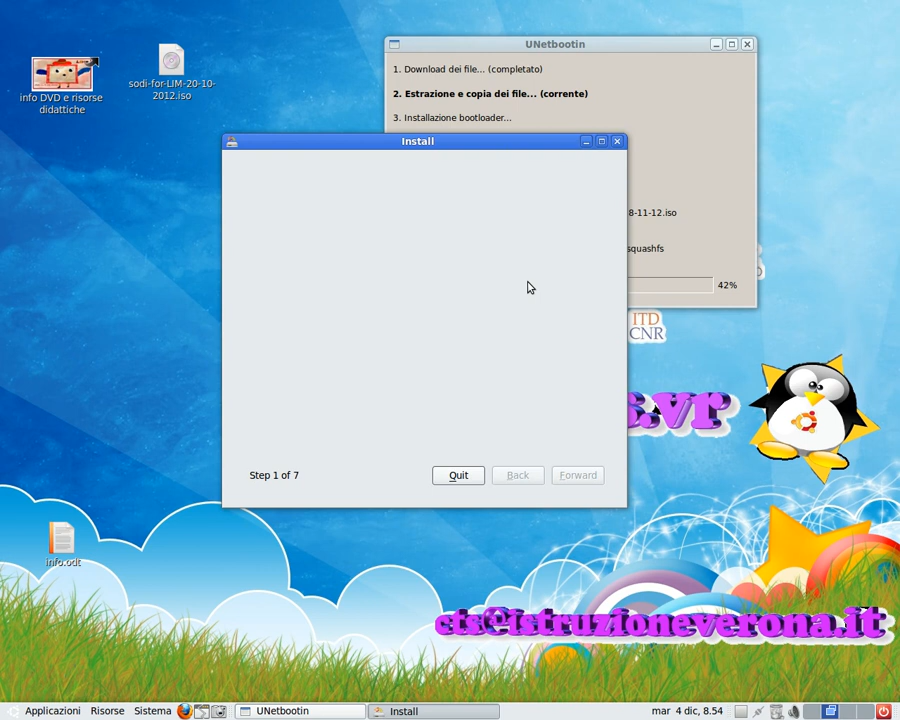 info DVD e risorse
didattiche
sodi-for-LIM-20-10-
2012.iso
UNetbootin
1. Download dei file... (completato)
2. Estrazione e copia dei file... (corrente)
3. Installazione bootloader...
8-11-12.iso
squashfs
42%
Install
Step 1 of 7
Quit
Back
Forward
ITD
CNR
s.vr
info.odt
cts@istruzioneverona.it
Applicazioni Risorse Sistema UNetbootin Install mar 4 dic, 8.54